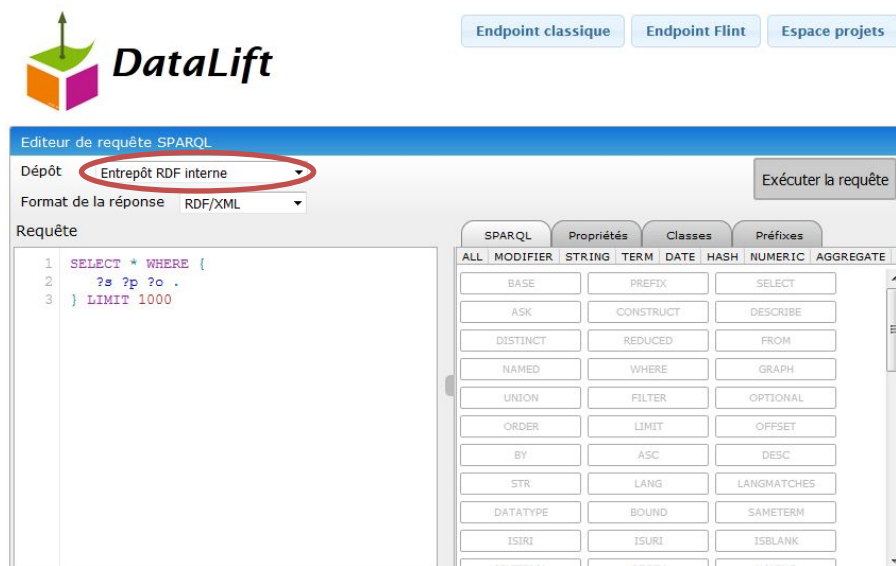 Endpoint classique Endpoint Flint Espace projets
DataLift
Editeur de requête SPARQL
Dépôt Entrepôt RDF interne
Exécuter la requête
Format de la réponse RDF/XML
Requête
SPARQL Propriétés Classes Préfixes
ALL MODIFIER STRING TERM DATE HASH NUMERIC AGGREGATE
1 SELECT * WHERE {
2 ?s ?p ?o .
3 } LIMIT 1000
BASE PREFIX SELECT
ASK CONSTRUCT DESCRIBE
DISTINCT REDUCED FROM
NAMED WHERE GRAPH
UNION FILTER OPTIONAL
ORDER LIMIT OFFSET
BY ASC DESC
STR LANG LANGMATCHES
DATATYPE BOUND SAMETERM
ISIRI ISURI ISBLANK